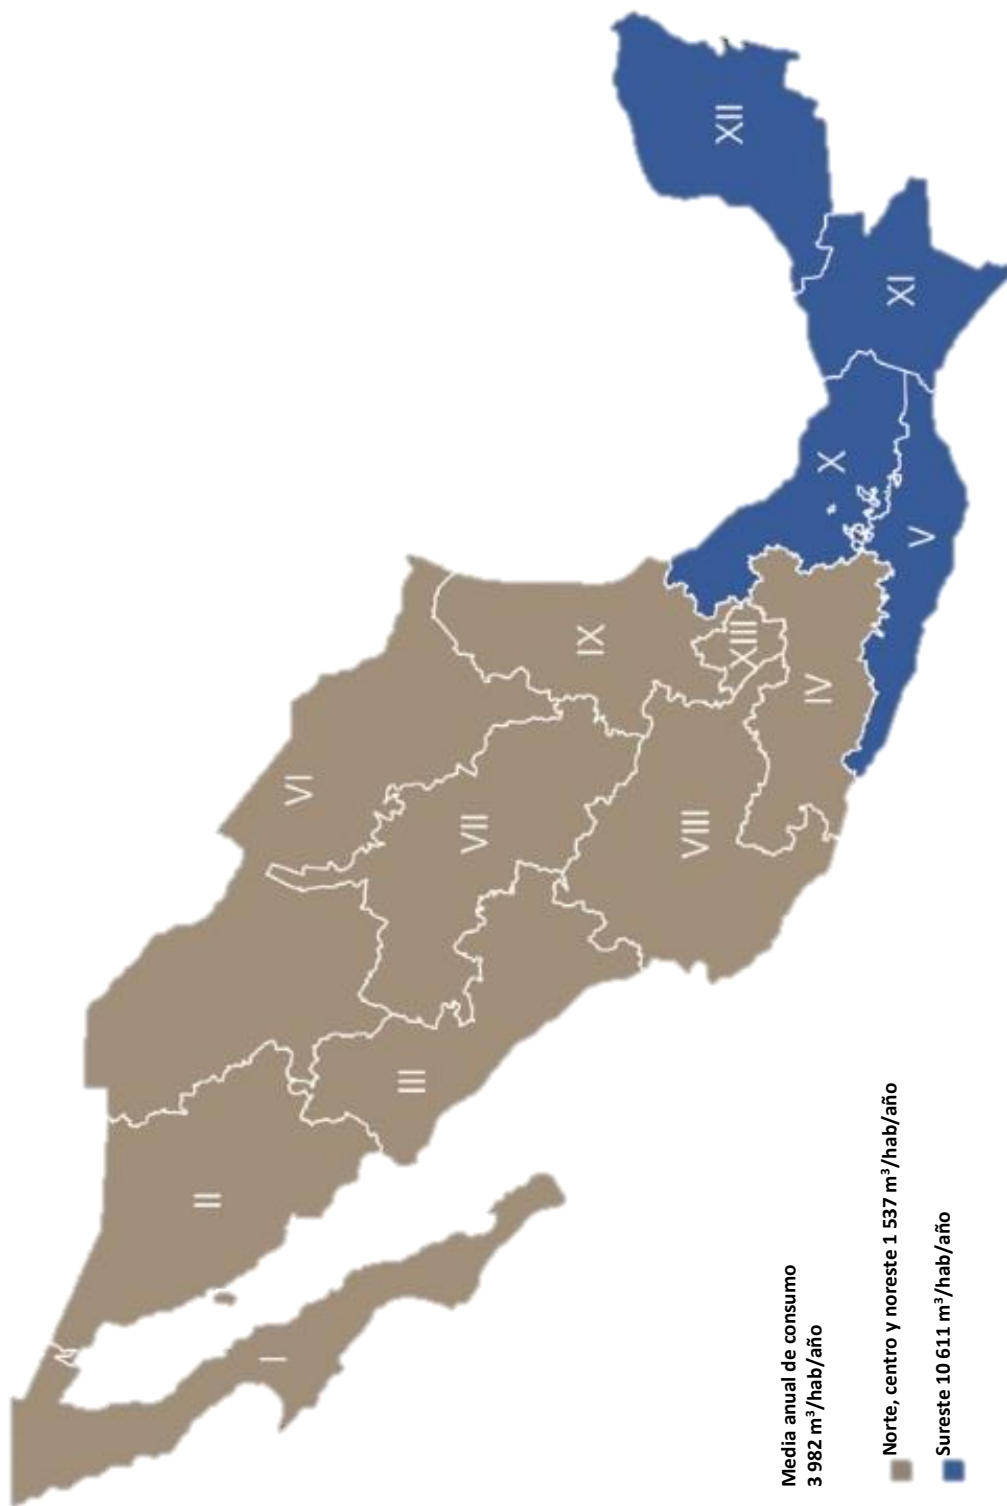 I
II
III
IV
V
VI
VII
VIII
IX
X
XI
XII
XIII
Media anual de consumo
3 982 m³/hab/año
Norte, centro y noreste 1 537 m³/hab/año
Sureste 10 611 m³/hab/año